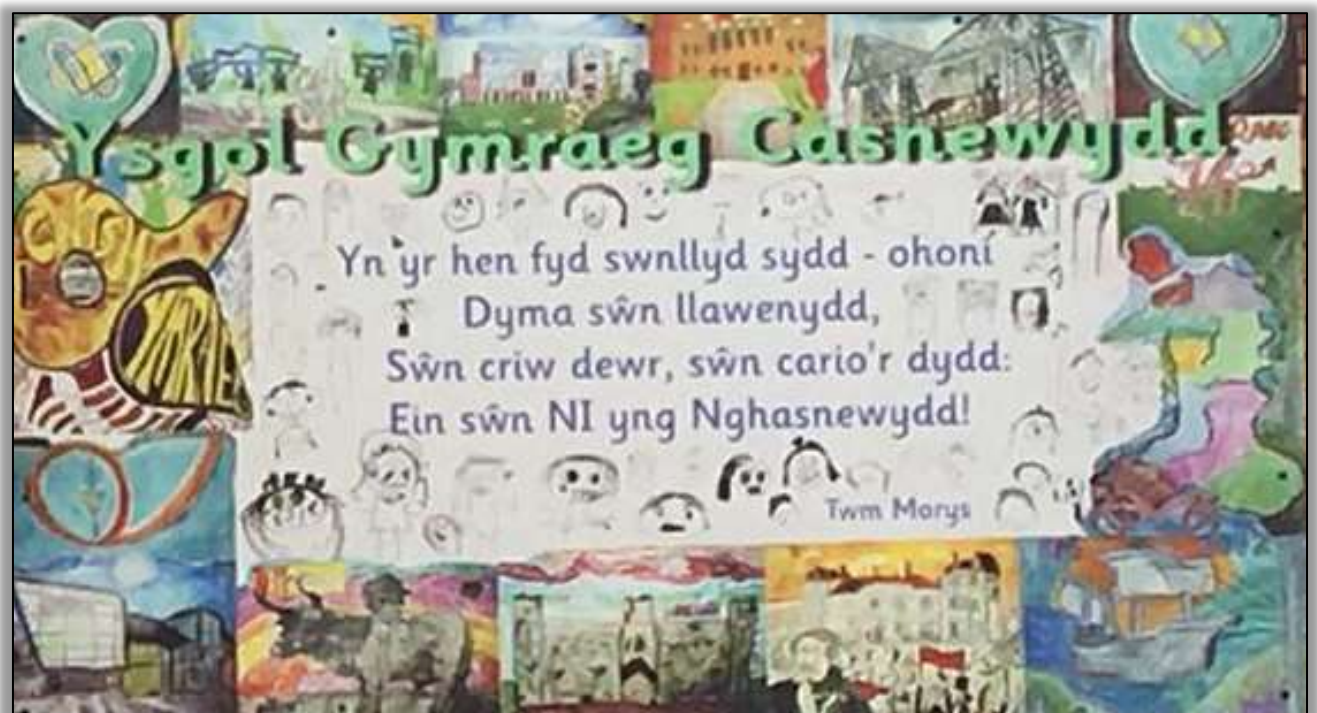 Ysgol Gymraeg Casnewydd
Yn yr hen fyd swnllyd sydd - ohoni
Dyma sŵn llawenydd,
Sŵn criw dewr, sŵn cario'r dydd:
Ein sŵn NI yng Nghasnewydd!
Twm Morys